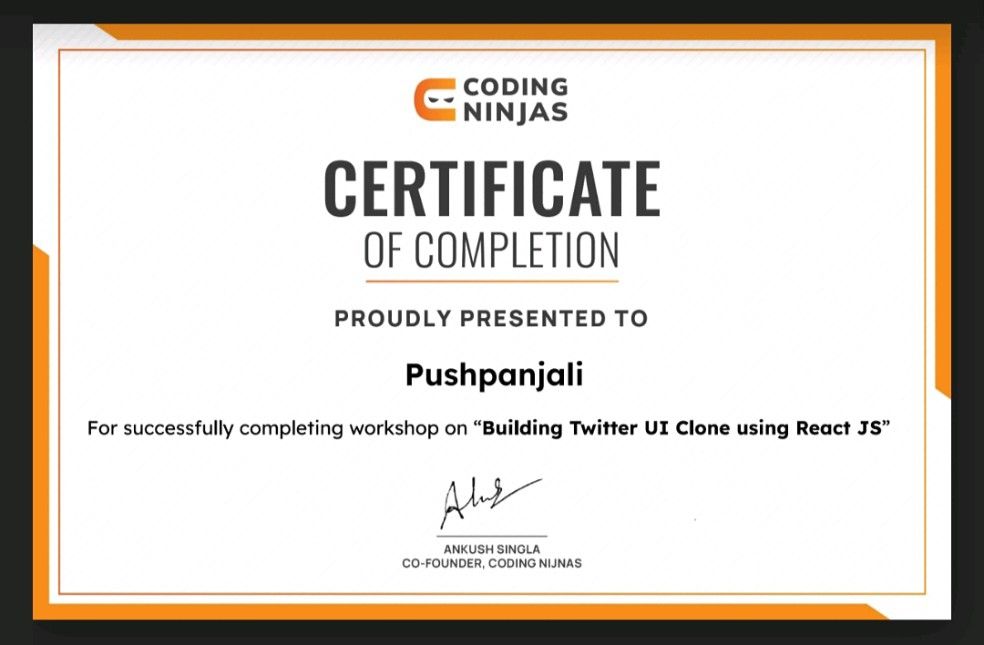 CODING
NINJAS
CERTIFICATE
OF COMPLETION
PROUDLY PRESENTED TO
Pushpanjali
For successfully completing workshop on “Building Twitter UI Clone using React JS”
ANKUSH SINGLA
CO-FOUNDER, CODING NIJNAS